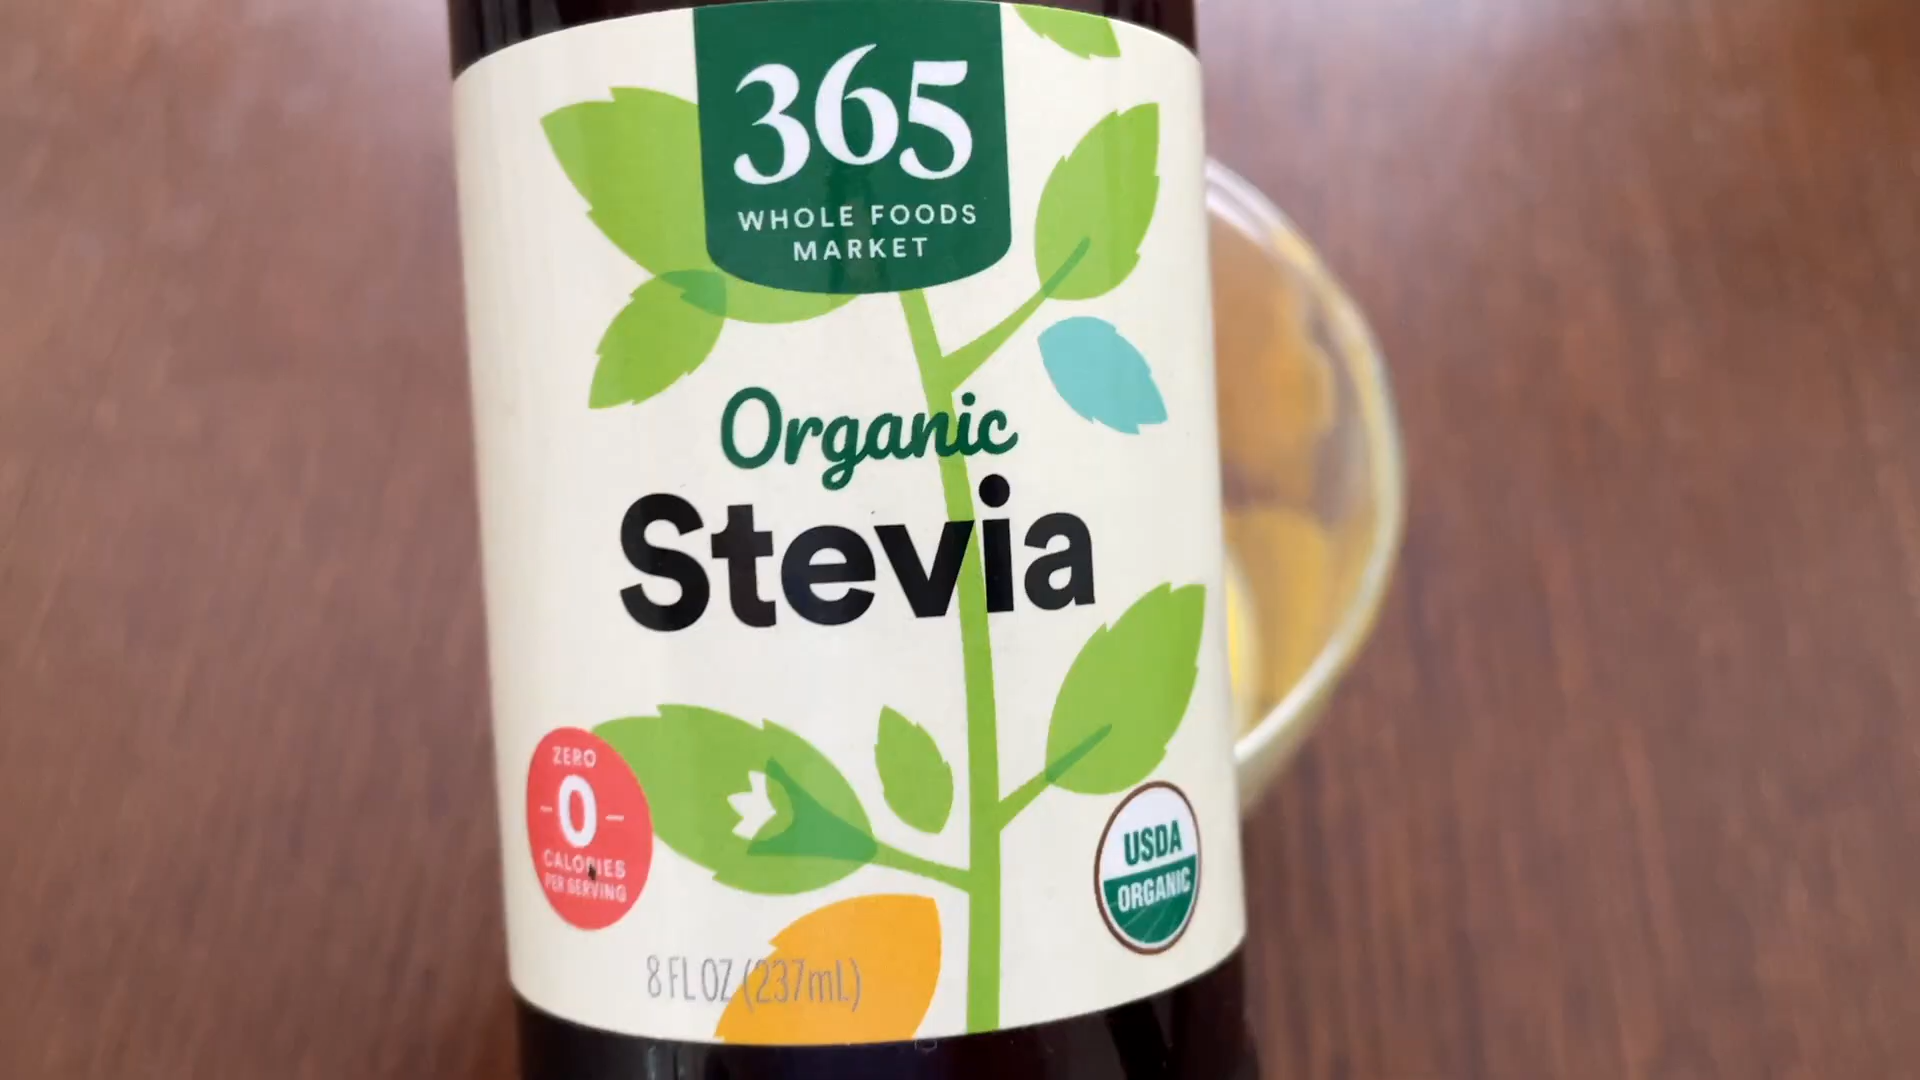 365
WHOLE FOODS
MARKET
Organic
Stevia
ZERO
0
CALORIES
PER SERVING
USDA
ORGANIC
8 FL OZ (237mL)